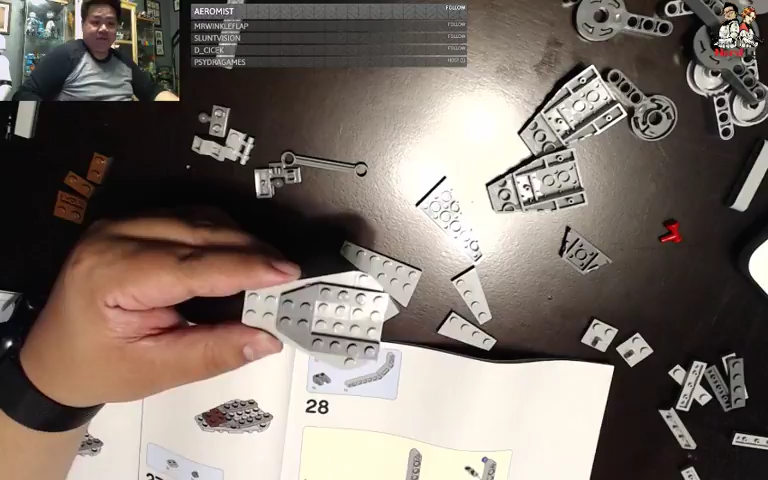 AEROMIST FOLLOW
MRWINKLEFLAP FOLLOW
SLUNTVISION FOLLOW
D_CICEK FOLLOW
PSYDRAGAMES
28